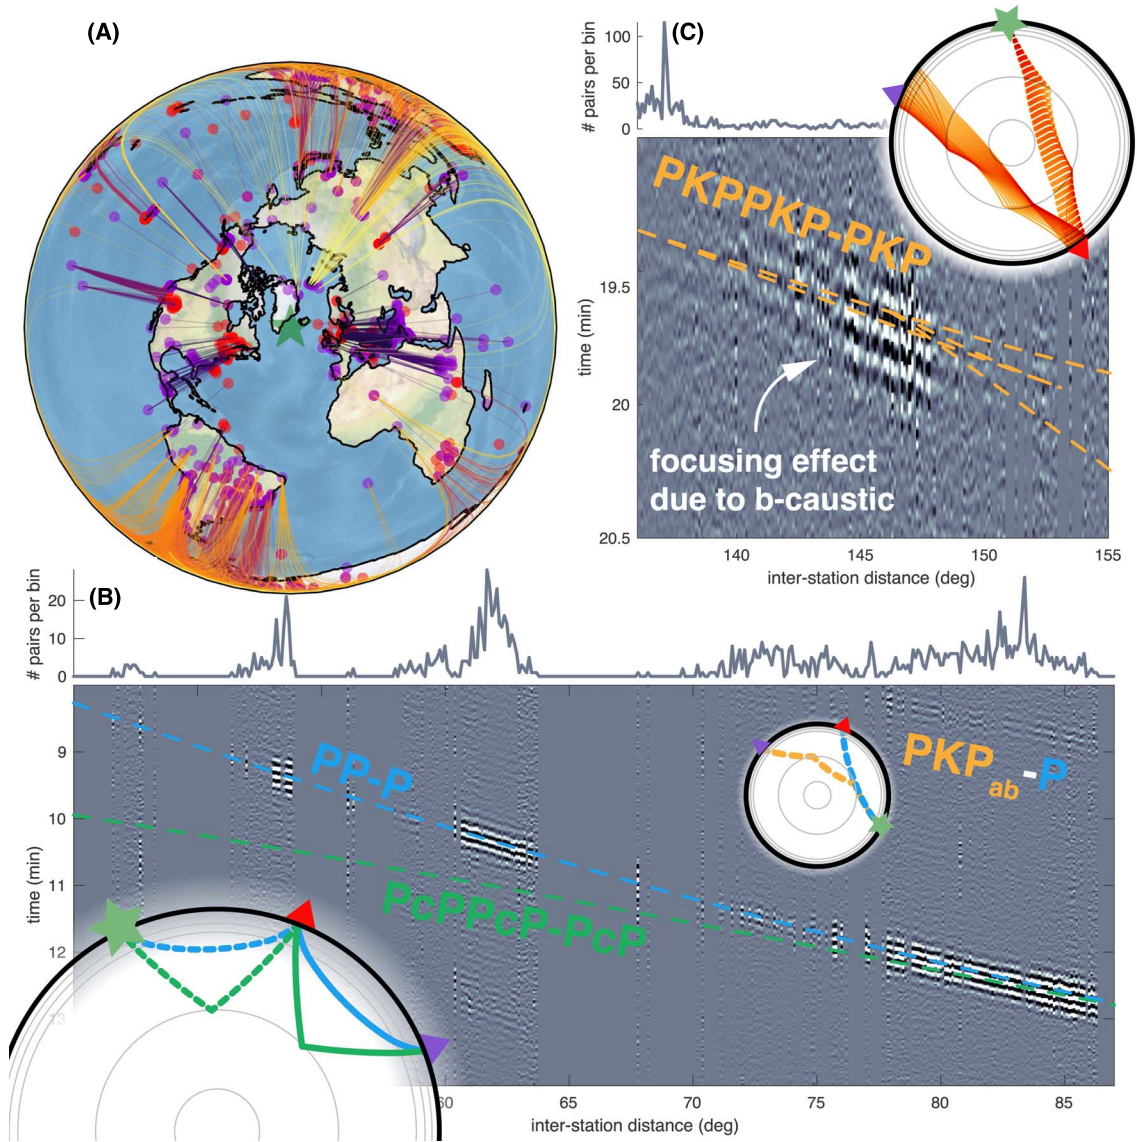 (A)
(C)
# pairs per bin
100
50
0
PKPPKP-PKP
time (min)
19.5
20
20.5
focusing effect
due to b-caustic
140
145
150
155
inter-station distance (deg)
(B)
# pairs per bin
20
10
0
PP-P
PKPab-P
PcPPcP-PcP
time (min)
9
10
11
12
13
60
65
70
75
80
85
inter-station distance (deg)